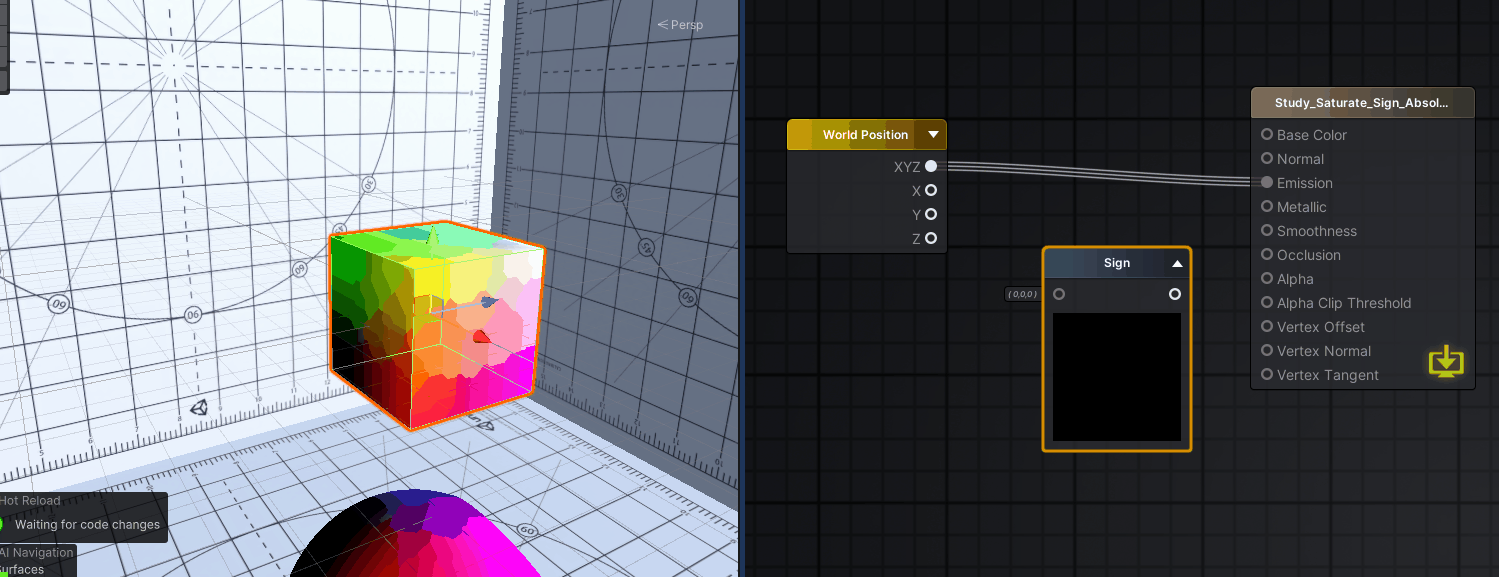 < Persp
Hot Reload
Waiting for code changes
AI Navigation
Surfaces
World Position
XYZ
X
Y
Z
Sign
( 0,0,0 )
Study_Saturate_Sign_Absol...
Base Color
Normal
Emission
Metallic
Smoothness
Occlusion
Alpha
Alpha Clip Threshold
Vertex Offset
Vertex Normal
Vertex Tangent